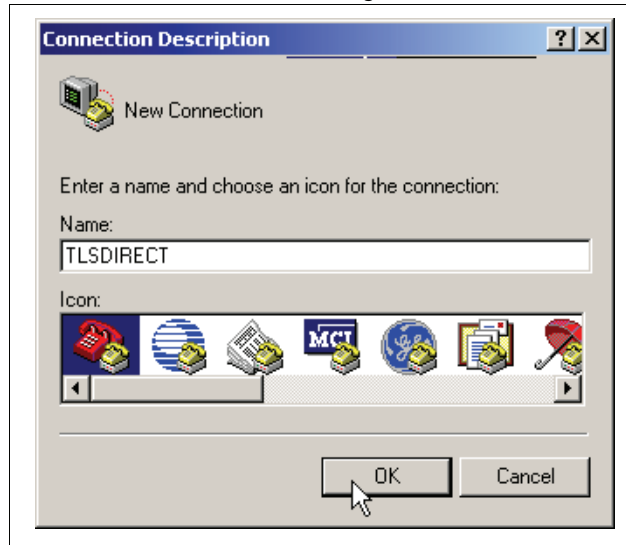 Connection Description
New Connection
Enter a name and choose an icon for the connection:
Name:
TLSDIRECT
Icon:
MCI
OK Cancel